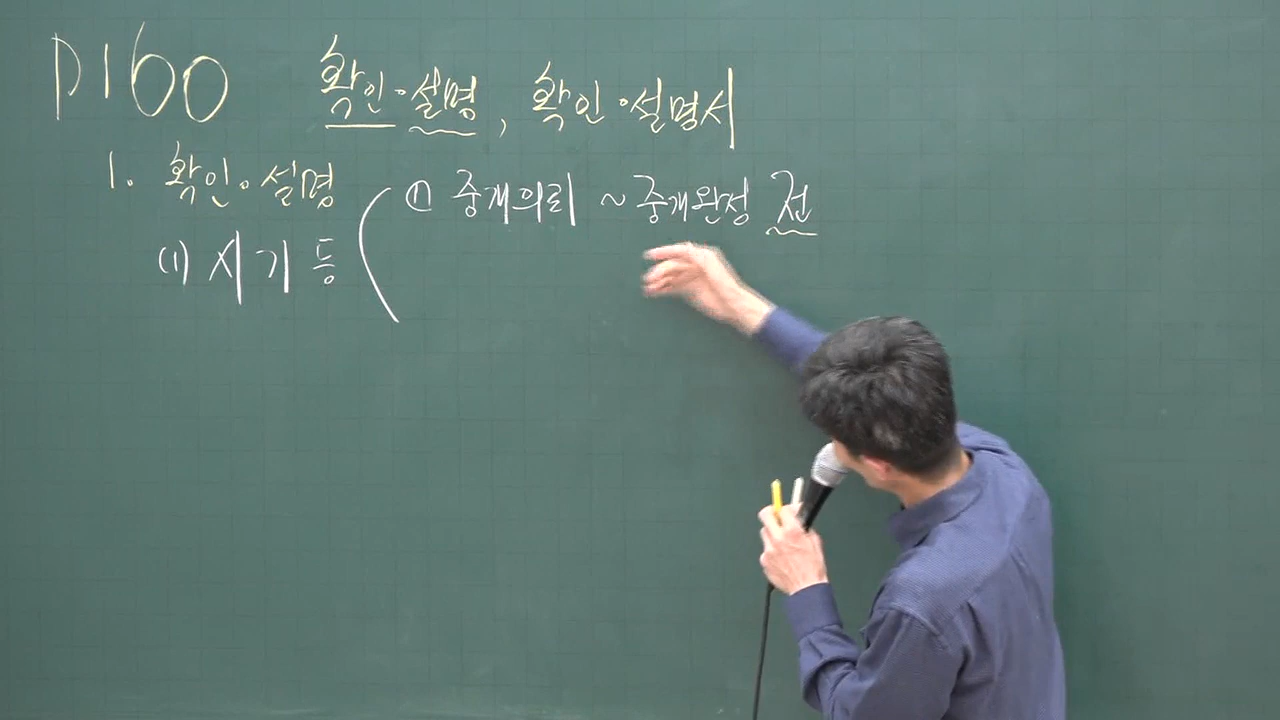 P160 확인·설명, 확인·설명서
1. 확인·설명
(1) 시기 등
① 중개의뢰 ~ 중개완성 전